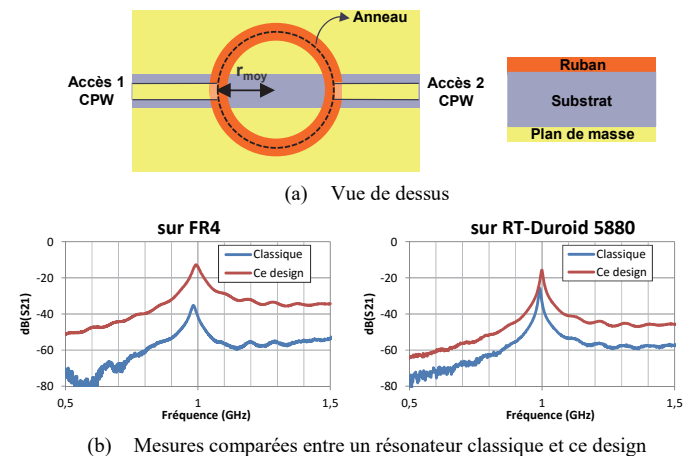 Anneau
r moy
Accès 1
CPW
Accès 2
CPW
Ruban
Substrat
Plan de masse
(a) Vue de dessus
sur FR4
0
-20
-40
-60
-80
dB(S21)
Classique
Ce design
0,5
1
1,5
Fréquence (GHz)
sur RT-Duroid 5880
0
-20
-40
-60
-80
dB(S21)
Classique
Ce design
0,5
1
1,5
Fréquence (GHz)
(b) Mesures comparées entre un résonateur classique et ce design